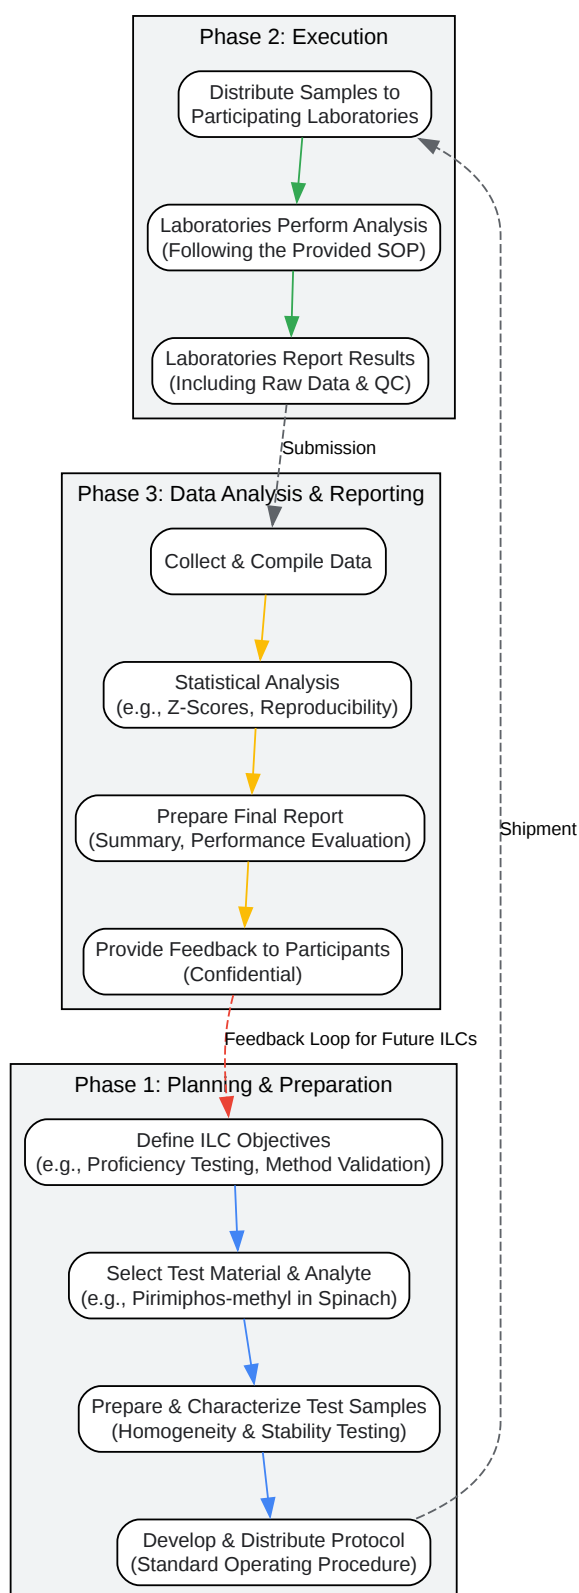 Phase 2: Execution
Distribute Samples to
Participating Laboratories
Laboratories Perform Analysis
(Following the Provided SOP)
Laboratories Report Results
(Including Raw Data & QC)
Submission
Phase 3: Data Analysis & Reporting
Collect & Compile Data
Statistical Analysis
(e.g., Z-Scores, Reproducibility)
Prepare Final Report
(Summary, Performance Evaluation)
Shipment
Provide Feedback to Participants
(Confidential)
Feedback Loop for Future ILCs
Phase 1: Planning & Preparation
Define ILC Objectives
(e.g., Proficiency Testing, Method Validation)
Select Test Material & Analyte
(e.g., Pirimiphos-methyl in Spinach)
Prepare & Characterize Test Samples
(Homogeneity & Stability Testing)
Develop & Distribute Protocol
(Standard Operating Procedure)